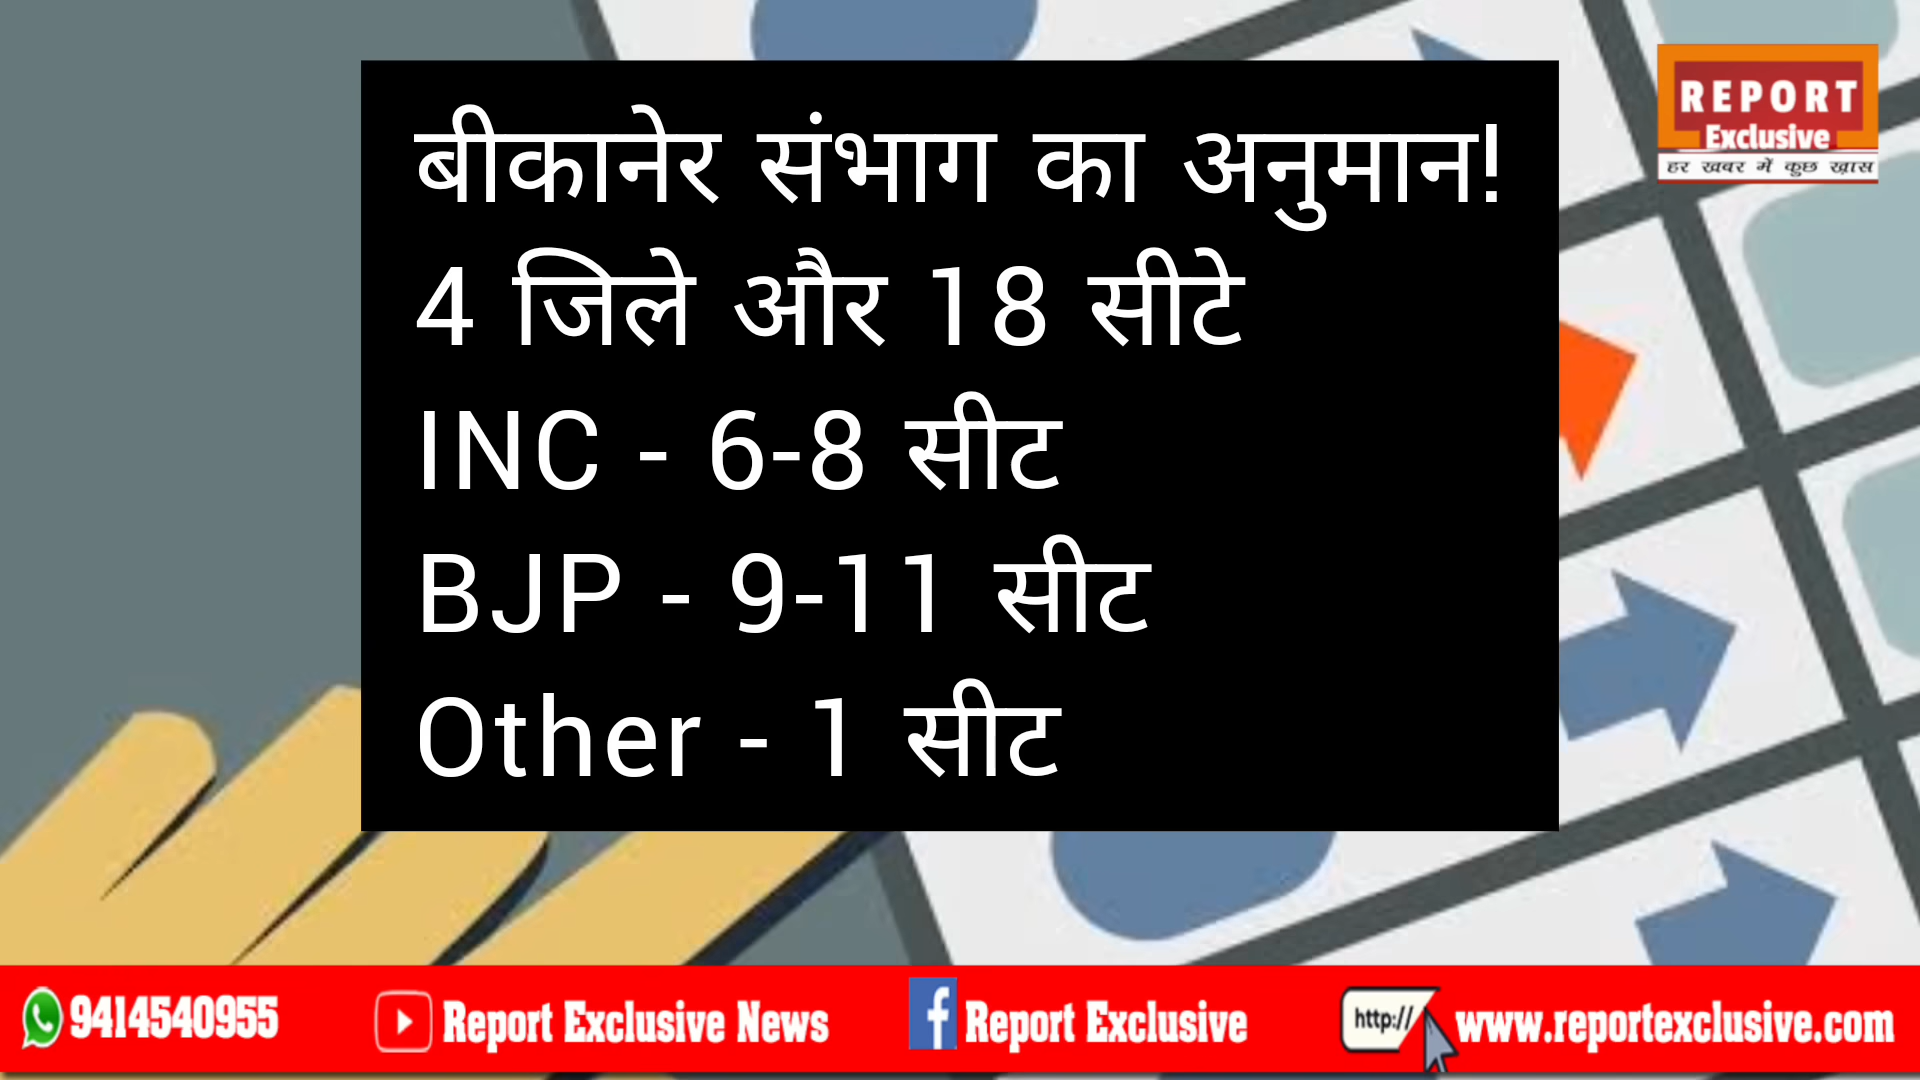 बीकानेर संभाग का अनुमान!
4 जिले और 18 सीटे
INC - 6-8 सीट
BJP - 9-11 सीट
Other - 1 सीट
REPORT
Exclusive
हर खबर में कुछ ख़ास
9414540955
Report Exclusive News
Report Exclusive
http://
www.reportexclusive.com